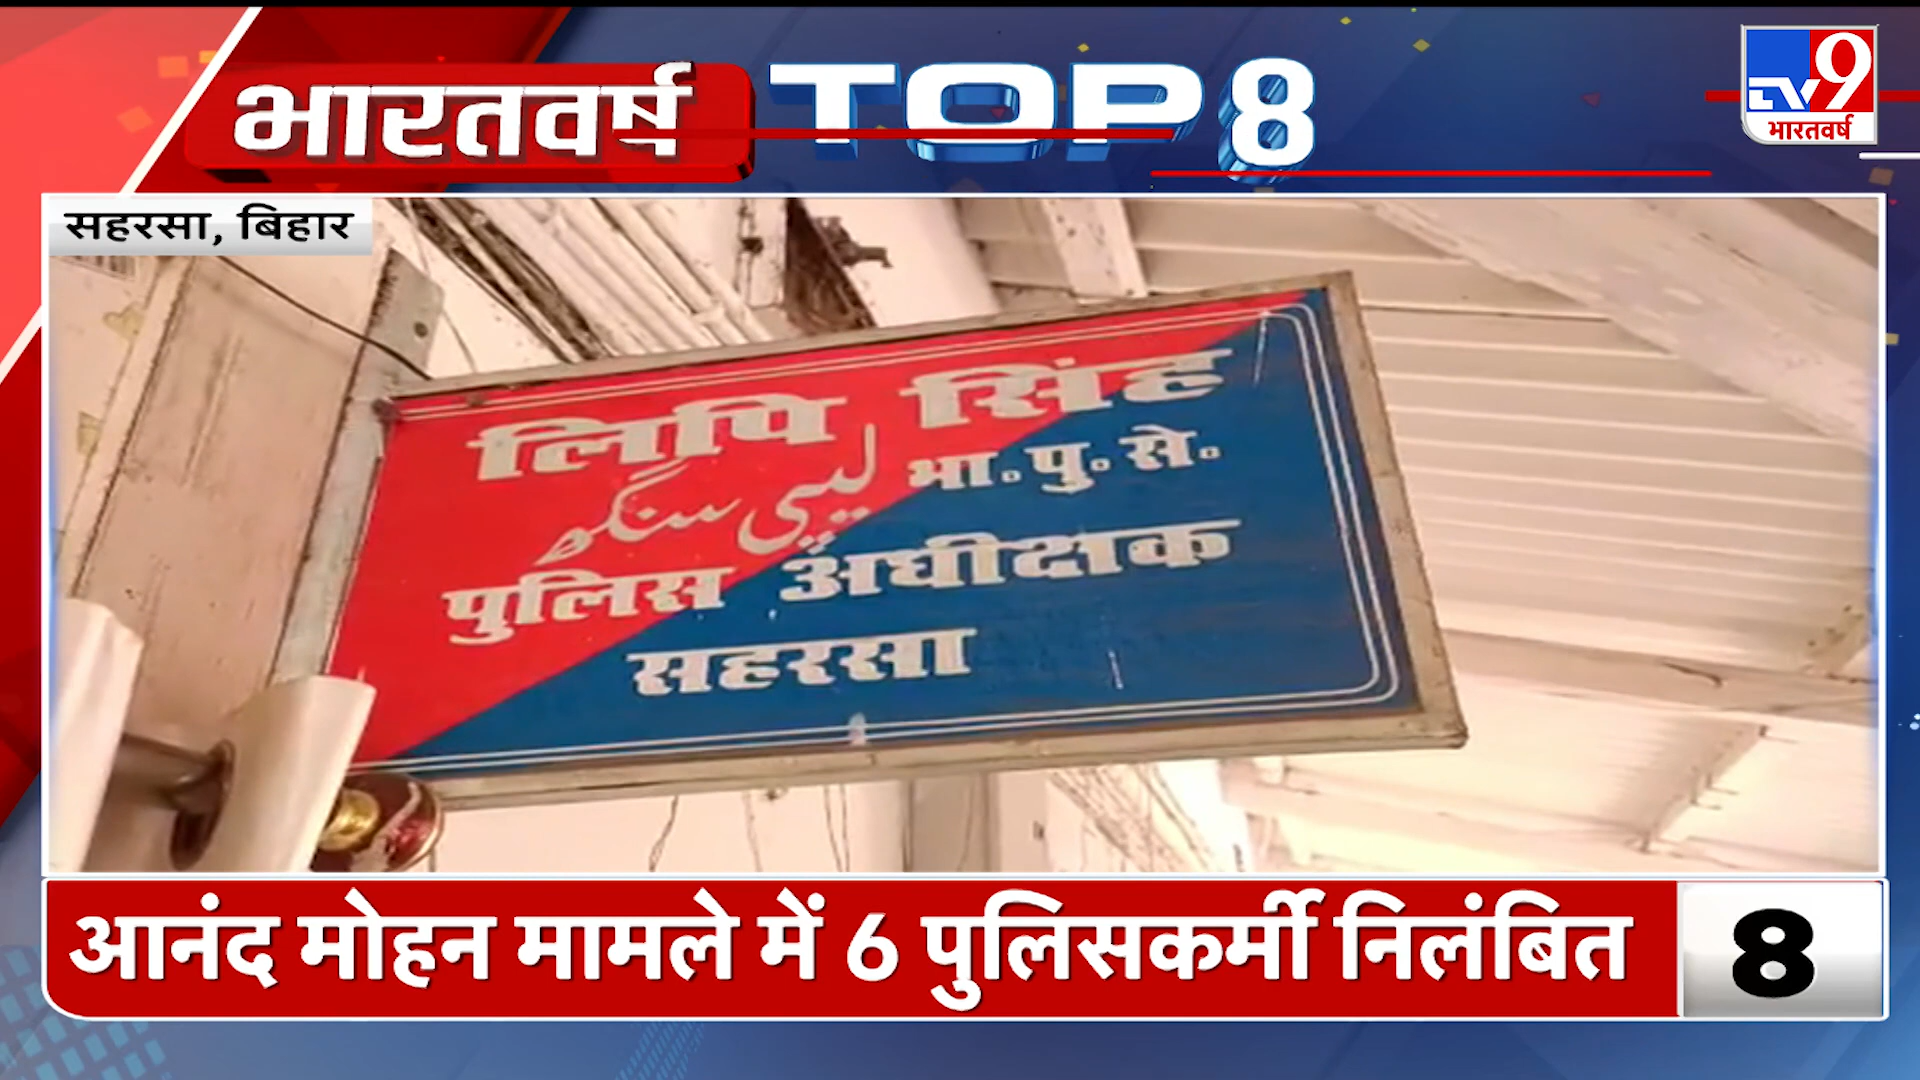 भारतवर्ष TOP 8
TV9
भारतवर्ष
सहरसा, बिहार
लिपि सिंह
لیپی سنگھ
भा.पु.से.
पुलिस अधीक्षक
सहरसा
आनंद मोहन मामले में 6 पुलिसकर्मी निलंबित
8